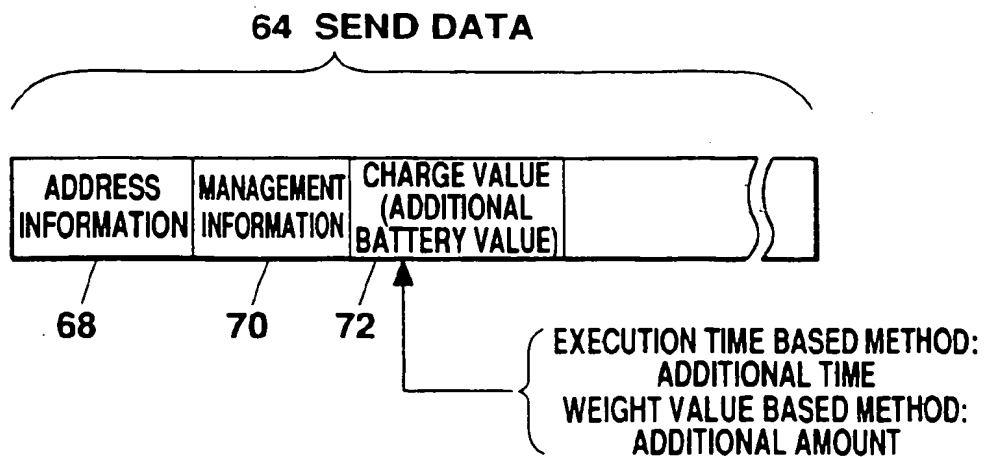 64 SEND DATA
ADDRESS
INFORMATION
MANAGEMENT
INFORMATION
CHARGE VALUE
(ADDITIONAL
BATTERY VALUE)
68
70
72
EXECUTION TIME BASED METHOD:
ADDITIONAL TIME
WEIGHT VALUE BASED METHOD:
ADDITIONAL AMOUNT